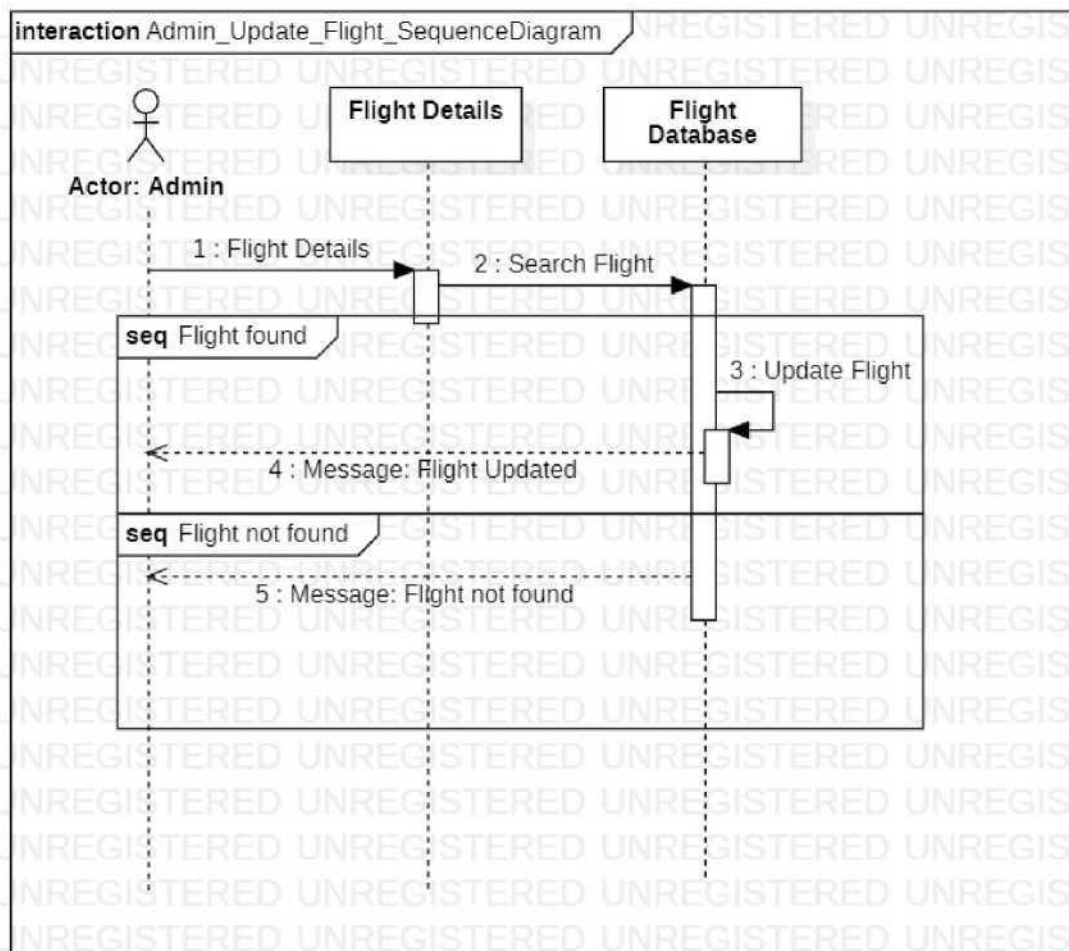 interaction Admin_Update_Flight_SequenceDiagram
Flight Details
Flight
Database
Actor: Admin
1 : Flight Details
2 : Search Flight
seq Flight found
3 : Update Flight
4 : Message: Flight Updated
seq Flight not found
5 : Message: Flight not found
UNREGISTERED